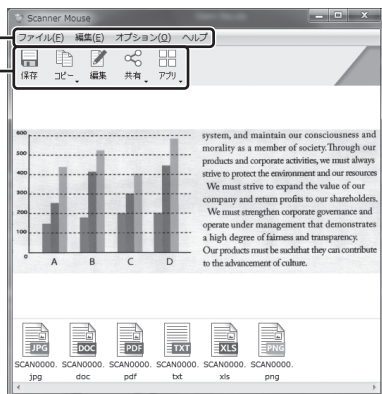 Scanner Mouse
ファイル(F) 編集(E) オプション(O) ヘルプ
保存 コピー 編集 共有 アプリ
system, and maintain our consciousness and
morality as a member of society.Through our
products and corporate activities, we must always
strive to protect the environment and our resources
We must strive to expand the value of our
company and return profits to our shareholders.
We must strengthen corporate governance and
operate under management that demonstrates
a high degree of fairness and transparency.
Our products must be suchthat they can contribute
to the advancement of culture.
600
500
400
300
200
100
0
A B C D
JPG DOC PDF TXT XLS PNG
SCAN0000. SCAN0000. SCAN0000. SCAN0000. SCAN0000. SCAN0000.
jpg doc pdf txt xls png